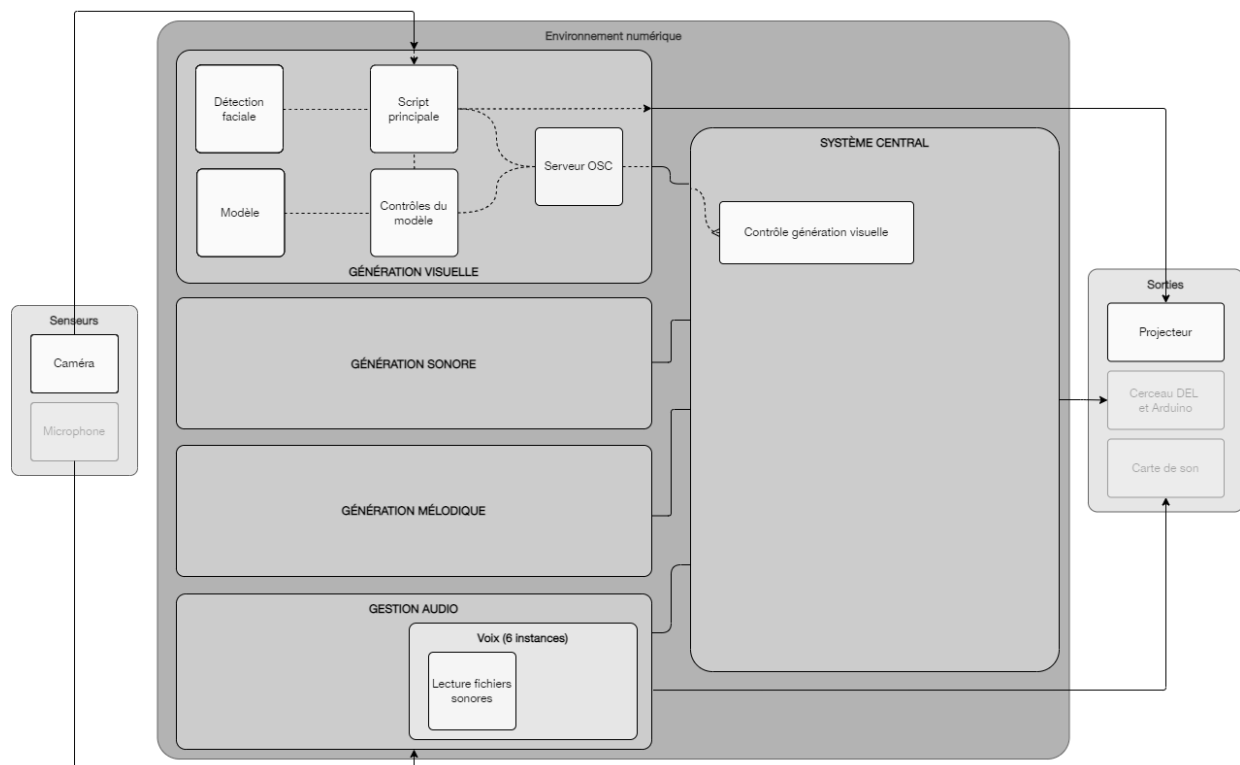 Environnement numérique
Détection
faciale
Script
principale
Serveur OSC
Modèle
Contrôles du
modèle
GÉNÉRATION VISUELLE
SYSTÈME CENTRAL
Contrôle génération visuelle
Senseurs
Caméra
Microphone
GÉNÉRATION SONORE
GÉNÉRATION MÉLODIQUE
GESTION AUDIO
Voix (6 instances)
Lecture fichiers
sonores
Sorties
Projecteur
Cerceau DEL
et Arduino
Carte de son